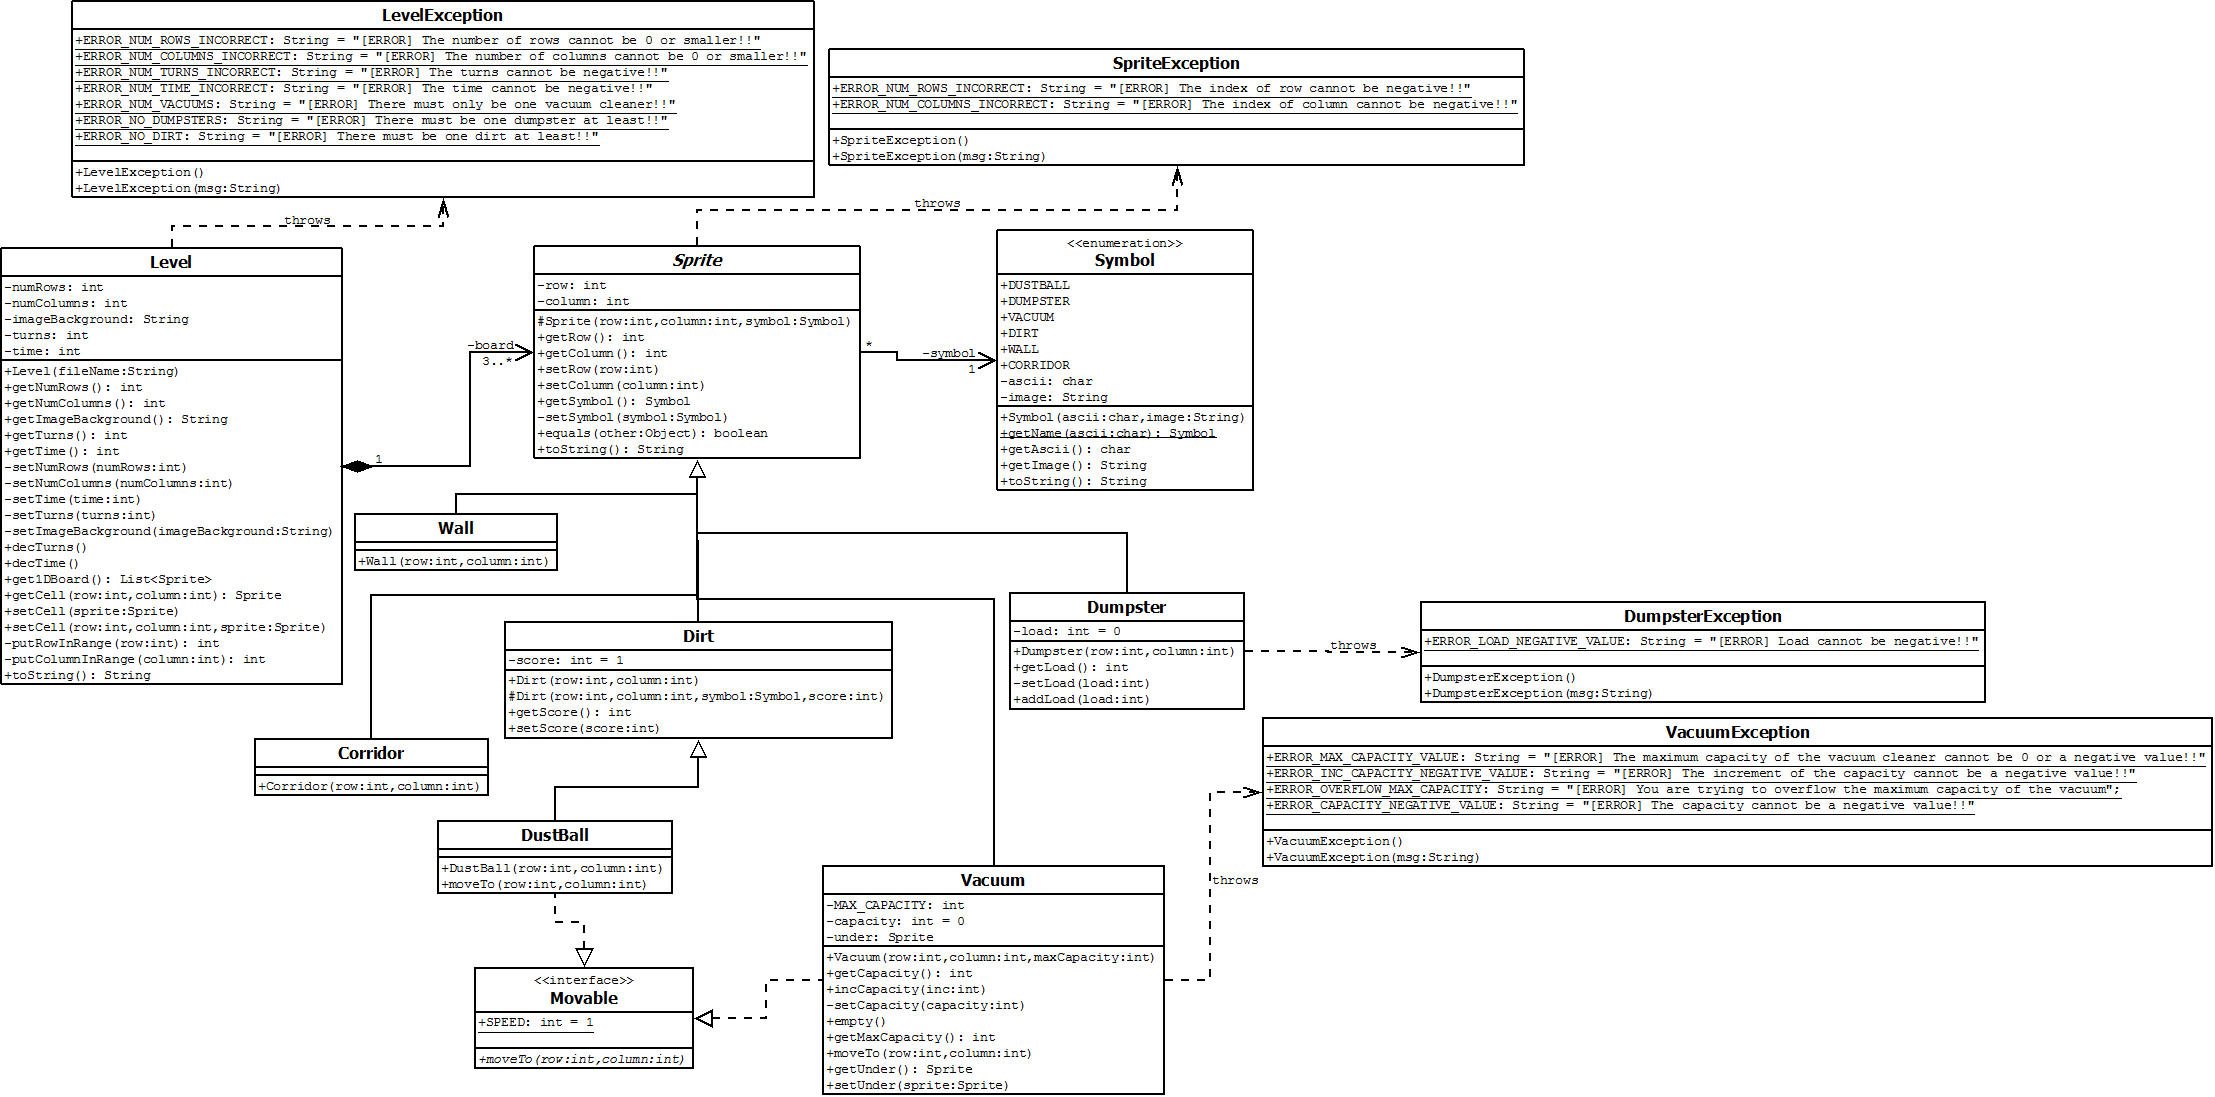 LevelException
+ERROR_NUM_ROWS_INCORRECT: String = "[ERROR] The number of rows cannot be 0 or smaller!!"
+ERROR_NUM_COLUMNS_INCORRECT: String = "[ERROR] The number of columns cannot be 0 or smaller!!"
+ERROR_NUM_TURNS_INCORRECT: String = "[ERROR] The turns cannot be negative!!"
+ERROR_NUM_TIME_INCORRECT: String = "[ERROR] The time cannot be negative!!"
+ERROR_NUM_VACUUMS: String = "[ERROR] There must only be one vacuum cleaner!!"
+ERROR_NO_DUMPSTERS: String = "[ERROR] There must be one dumpster at least!!"
+ERROR_NO_DIRT: String = "[ERROR] There must be one dirt at least!!"
+LevelException()
+LevelException(msg:String)
SpriteException
+ERROR_NUM_ROWS_INCORRECT: String = "[ERROR] The index of row cannot be negative!!"
+ERROR_NUM_COLUMNS_INCORRECT: String = "[ERROR] The index of column cannot be negative!!"
+SpriteException()
+SpriteException(msg:String)
throws
throws
Level
-numRows: int
-numColumns: int
-imageBackground: String
-turns: int
-time: int
+Level(fileName:String)
+getNumRows(): int
+getNumColumns(): int
+getImageBackground(): String
+getTurns(): int
+getTime(): int
-setNumRows(numRows:int)
-setNumColumns(numColumns:int)
-setTime(time:int)
-setTurns(turns:int)
-setImageBackground(imageBackground:String)
+decTurns()
+decTime()
+get1DBoard(): List<Sprite>
+getCell(row:int,column:int): Sprite
+setCell(sprite:Sprite)
+setCell(row:int,column:int,sprite:Sprite)
-putRowInRange(row:int): int
-putColumnInRange(column:int): int
+toString(): String
1
-board
3..*
Sprite
-row: int
-column: int
#Sprite(row:int,column:int,symbol:Symbol)
+getRow(): int
+getColumn(): int
+setRow(row:int)
+setColumn(column:int)
+getSymbol(): Symbol
-setSymbol(symbol:Symbol)
+equals(other:Object): boolean
+toString(): String
*
-symbol
1
<<enumeration>>
Symbol
+DUSTBALL
+DUMPSTER
+VACUUM
+DIRT
+WALL
+CORRIDOR
-ascii: char
-image: String
+Symbol(ascii:char,image:String)
+getName(ascii:char): Symbol
+getAscii(): char
+getImage(): String
+toString(): String
Wall
+Wall(row:int,column:int)
Dirt
-score: int = 1
+Dirt(row:int,column:int)
#Dirt(row:int,column:int,symbol:Symbol,score:int)
+getScore(): int
+setScore(score:int)
Dumpster
-load: int = 0
+Dumpster(row:int,column:int)
+getLoad(): int
-setLoad(load:int)
+addLoad(load:int)
throws
DumpsterException
+ERROR_LOAD_NEGATIVE_VALUE: String = "[ERROR] Load cannot be negative!!"
+DumpsterException()
+DumpsterException(msg:String)
Corridor
+Corridor(row:int,column:int)
VacuumException
+ERROR_MAX_CAPACITY_VALUE: String = "[ERROR] The maximum capacity of the vacuum cleaner cannot be 0 or a negative value!!"
+ERROR_INC_CAPACITY_NEGATIVE_VALUE: String = "[ERROR] The increment of the capacity cannot be a negative value!!"
+ERROR_OVERFLOW_MAX_CAPACITY: String = "[ERROR] You are trying to overflow the maximum capacity of the vacuum";
+ERROR_CAPACITY_NEGATIVE_VALUE: String = "[ERROR] The capacity cannot be a negative value!!"
+VacuumException()
+VacuumException(msg:String)
DustBall
+DustBall(row:int,column:int)
+moveTo(row:int,column:int)
throws
Vacuum
-MAX_CAPACITY: int
-capacity: int = 0
-under: Sprite
+Vacuum(row:int,column:int,maxCapacity:int)
+getCapacity(): int
+incCapacity(inc:int)
-setCapacity(capacity:int)
+empty()
+getMaxCapacity(): int
+moveTo(row:int,column:int)
+getUnder(): Sprite
+setUnder(sprite:Sprite)
<<interface>>
Movable
+SPEED: int = 1
+moveTo(row:int,column:int)